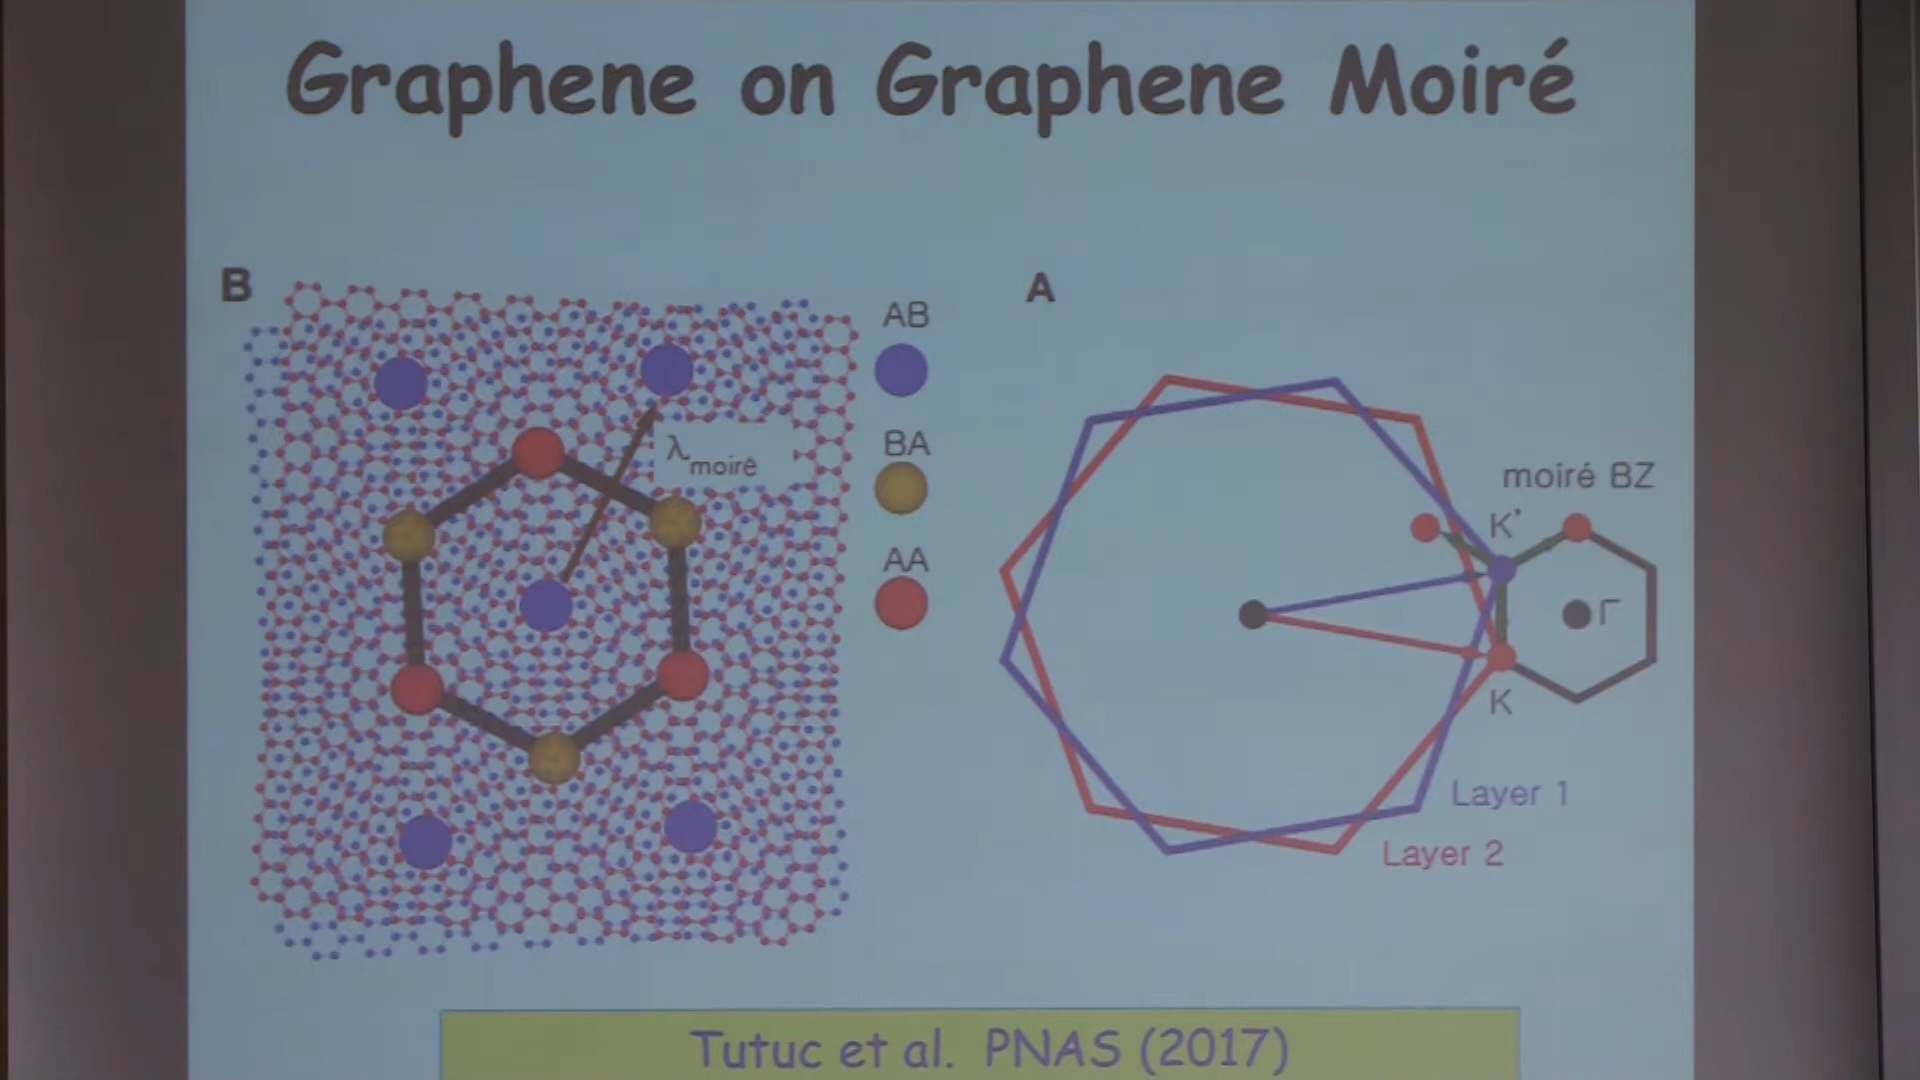 Graphene on Graphene Moiré
B
AB
λmoiré
BA
AA
A
moiré BZ
K'
Γ
K
Layer 1
Layer 2
Tutuc et al. PNAS (2017)